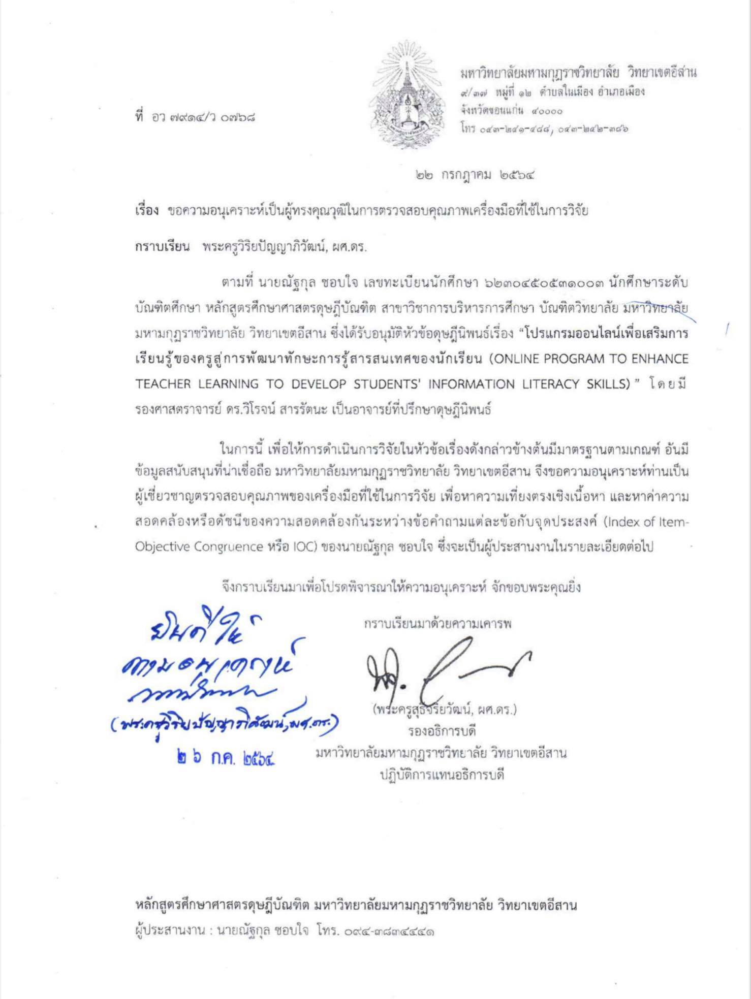 มหาวิทยาลัยมหามกุฏราชวิทยาลัย วิทยาเขตอีสาน
๙/๓๗ หมู่ที่ ๑๒ ตำบลในเมือง อำเภอเมือง
จังหวัดขอนแก่น ๔๐๐๐๐
โทร ๐๔๓-๒๔๑-๔๘๘, ๐๔๓-๒๔๒-๓๘๖
ที่ อว ๗๙๑๔/ว ๐๗๖๘
๒๒ กรกฎาคม ๒๕๖๔
เรื่อง ขอความอนุเคราะห์เป็นผู้ทรงคุณวุฒิในการตรวจสอบคุณภาพเครื่องมือที่ใช้ในการวิจัย
กราบเรียน พระครูวิริยปัญญาภิวัฒน์, ผศ.ดร.
ตามที่ นายณัฐกุล ชอบใจ เลขทะเบียนนักศึกษา ๖๒๓๐๔๕๐๕๓๑๐๐๓ นักศึกษาระดับ
บัณฑิตศึกษา หลักสูตรศึกษาศาสตรดุษฎีบัณฑิต สาขาวิชาการบริหารการศึกษา บัณฑิตวิทยาลัย มหาวิทยาลัย
มหามกุฏราชวิทยาลัย วิทยาเขตอีสาน ซึ่งได้รับอนุมัติหัวข้อดุษฎีนิพนธ์เรื่อง “โปรแกรมออนไลน์เพื่อเสริมการ
เรียนรู้ของครูสู่การพัฒนาทักษะการรู้สารสนเทศของนักเรียน (ONLINE PROGRAM TO ENHANCE
TEACHER LEARNING TO DEVELOP STUDENTS' INFORMATION LITERACY SKILLS) ” โดยมี
รองศาสตราจารย์ ดร.วิโรจน์ สารรัตนะ เป็นอาจารย์ที่ปรึกษาดุษฎีนิพนธ์
ในการนี้ เพื่อให้การดำเนินการวิจัยในหัวข้อเรื่องดังกล่าวข้างต้นมีมาตรฐานตามเกณฑ์ อันมี
ข้อมูลสนับสนุนที่น่าเชื่อถือ มหาวิทยาลัยมหามกุฏราชวิทยาลัย วิทยาเขตอีสาน จึงขอความอนุเคราะห์ท่านเป็น
ผู้เชี่ยวชาญตรวจสอบคุณภาพของเครื่องมือที่ใช้ในการวิจัย เพื่อหาความเที่ยงตรงเชิงเนื้อหา และหาค่าความ
สอดคล้องหรือดัชนีของความสอดคล้องกันระหว่างข้อคำถามแต่ละข้อกับจุดประสงค์ (Index of Item-
Objective Congruence หรือ IOC) ของนายณัฐกุล ชอบใจ ซึ่งจะเป็นผู้ประสานงานในรายละเอียดต่อไป
จึงกราบเรียนมาเพื่อโปรดพิจารณาให้ความอนุเคราะห์ จักขอบพระคุณยิ่ง
กราบเรียนมาด้วยความเคารพ
ยินดีให้
ความอนุเคราะห์
(พระครูวิริยปัญญาภิวัฒน์, ผศ.ดร.)
๒๖ ก.ค. ๒๕๖๔
(พระครูสุธีจริยวัฒน์, ผศ.ดร.)
รองอธิการบดี
มหาวิทยาลัยมหามกุฏราชวิทยาลัย วิทยาเขตอีสาน
ปฏิบัติการแทนอธิการบดี
หลักสูตรศึกษาศาสตรดุษฎีบัณฑิต มหาวิทยาลัยมหามกุฏราชวิทยาลัย วิทยาเขตอีสาน
ผู้ประสานงาน : นายณัฐกุล ชอบใจ โทร. ๐๙๔-๓๘๓๔๔๔๑